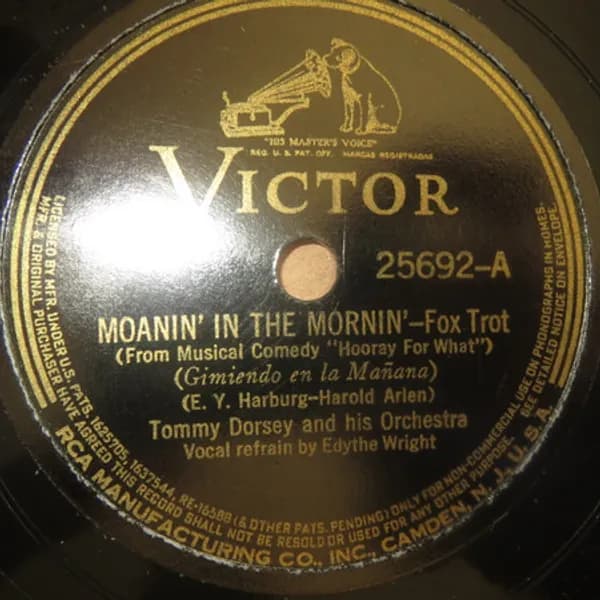 "HIS MASTER'S VOICE"
REG. U. S. PAT. OFF. MARCAS REGISTRADAS
VICTOR
25692-A
MOANIN' IN THE MORNIN'-Fox Trot
(From Musical Comedy "Hooray For What")
(Gimiendo en la Mañana)
(E. Y. Harburg-Harold Arlen)
Tommy Dorsey and his Orchestra
Vocal refrain by Edythe Wright
LICENSED BY MFR. UNDER U.S. PATS. 1625705, 1637544, RE-16588 (& OTHER PATS. PENDING) ONLY FOR NON-COMMERCIAL USE ON PHONOGRAPHS IN HOMES.
MFR. & ORIGINAL PURCHASER HAVE AGREED THIS RECORD SHALL NOT BE RESOLD OR USED FOR ANY OTHER PURPOSE. SEE DETAILED NOTICE ON ENVELOPE.
RCA MANUFACTURING CO., INC., CAMDEN, N. J., U. S. A.